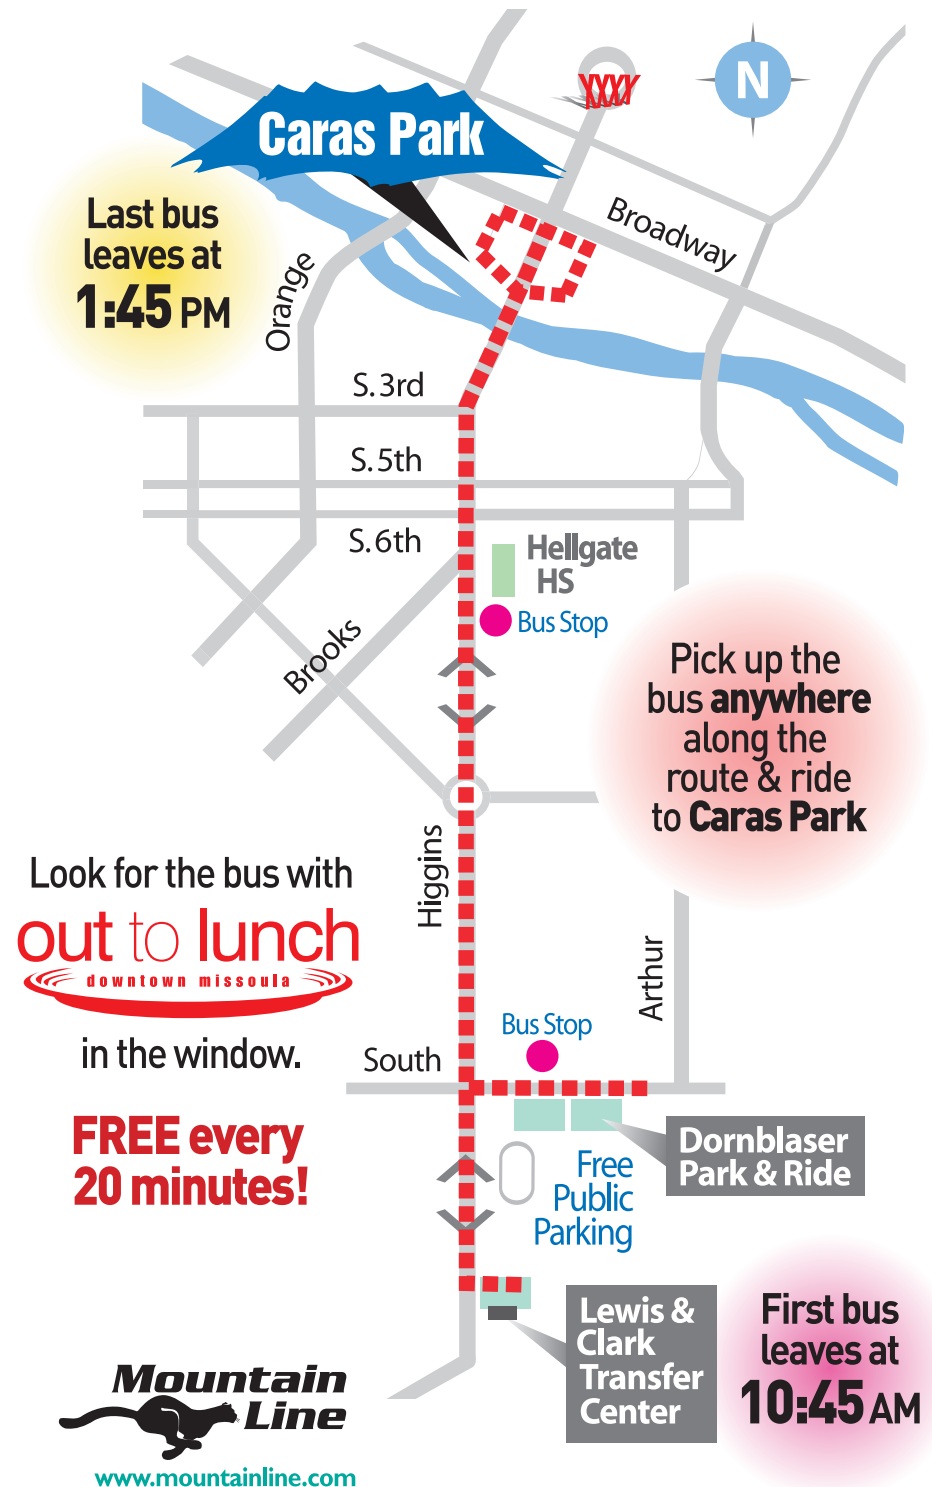 N
Caras Park
Last bus
leaves at
1:45 PM
Broadway
Orange
S. 3rd
S. 5th
S. 6th
Hellgate
HS
Bus Stop
Brooks
Pick up the
bus anywhere
along the
route & ride
to Caras Park
Higgins
Look for the bus with
out to lunch
downtown missoula
in the window.
Arthur
Bus Stop
South
FREE every
20 minutes!
Dornblaser
Park & Ride
Free
Public
Parking
Lewis &
Clark
Transfer
Center
First bus
leaves at
10:45 AM
Mountain
Line
www.mountainline.com